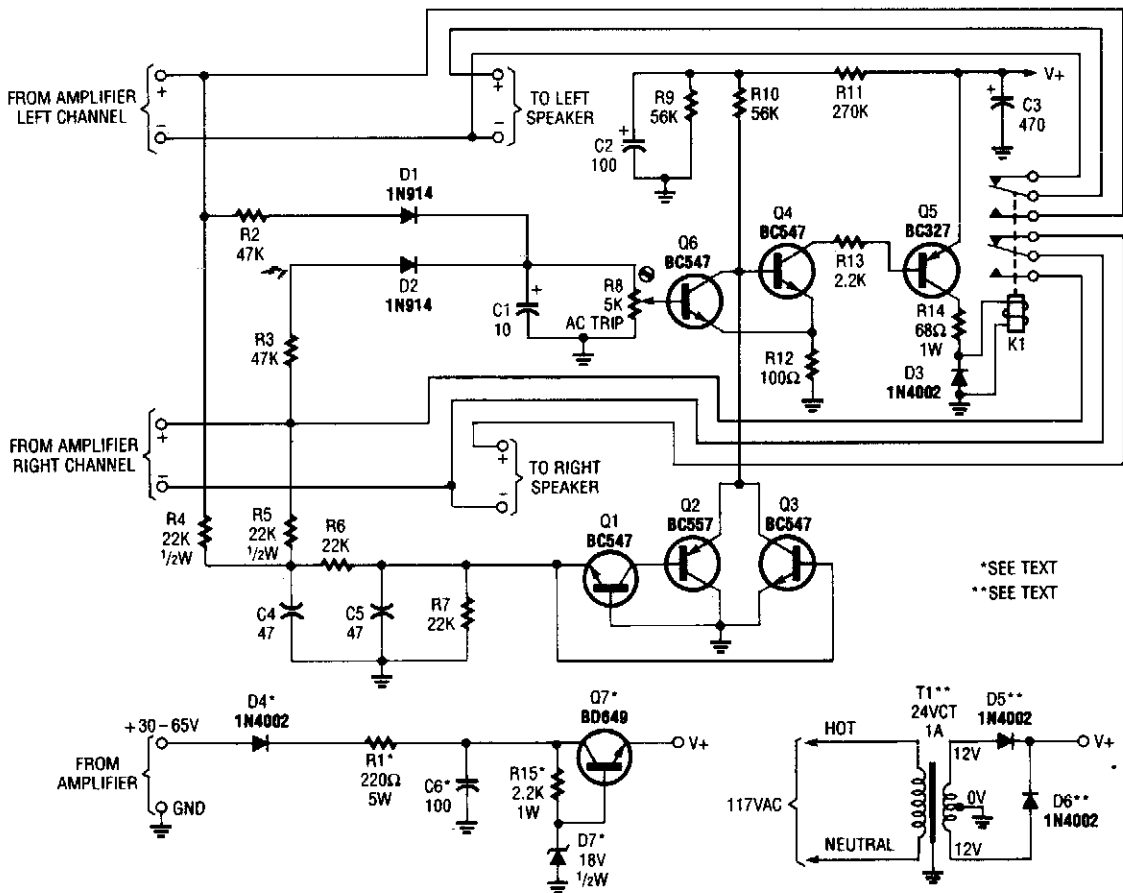 FROM AMPLIFIER
LEFT CHANNEL
+
−
+
−
TO LEFT
SPEAKER
R9
56K
R10
56K
R11
270K
V+
+
C3
470
+
C2
100
D1
1N914
R2
47K
D2
1N914
+
C1
10
R8
5K
AC TRIP
Q6
BC547
Q4
BC547
R13
2.2K
Q5
BC327
R14
68Ω
1W
K1
R12
100Ω
D3
1N4002
R3
47K
FROM AMPLIFIER
RIGHT CHANNEL
+
−
+
−
TO RIGHT
SPEAKER
R4
22K
1/2W
R5
22K
1/2W
R6
22K
Q1
BC547
Q2
BC557
Q3
BC547
C4
47
C5
47
R7
22K
*SEE TEXT
**SEE TEXT
+30-65V
D4*
1N4002
FROM
AMPLIFIER
GND
R1*
220Ω
5W
C6*
100
R15*
2.2K
1W
Q7*
BD649
V+
D7*
18V
1/2W
T1**
24VCT
1A
D5**
1N4002
HOT
12V
V+
117VAC
0V
D6**
1N4002
NEUTRAL
12V